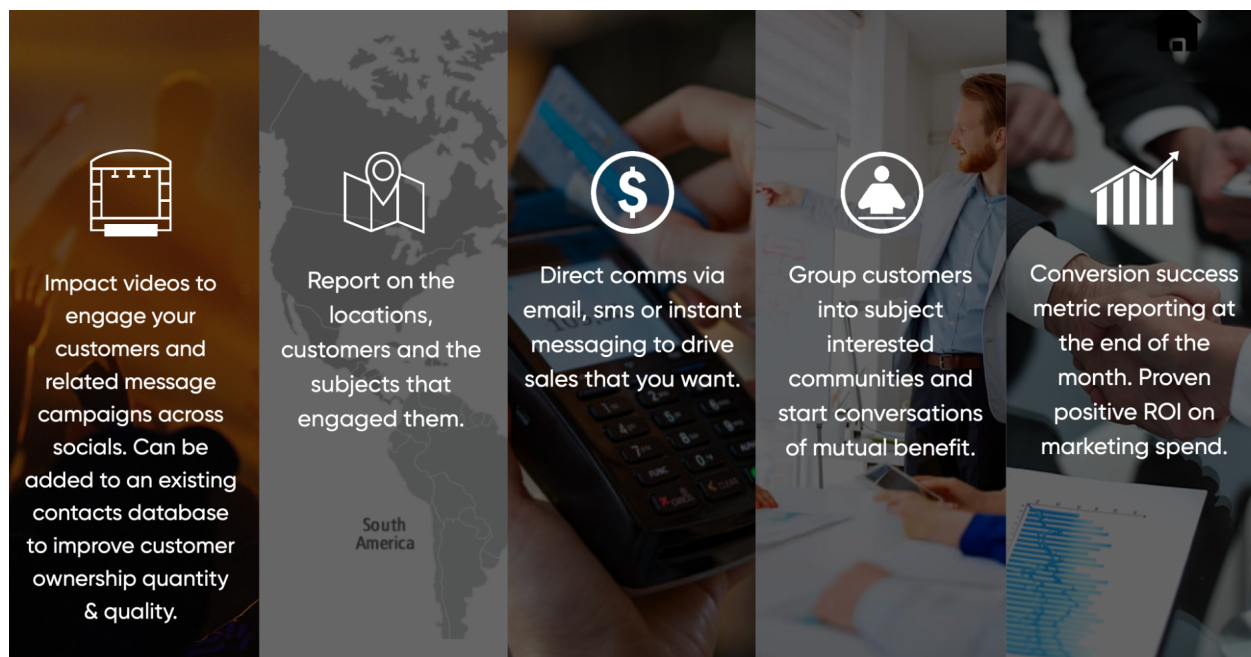 Impact videos to
engage your
customers and
related message
campaigns across
socials. Can be
added to an existing
contacts database
to improve customer
ownership quantity
& quality.
Report on the
locations,
customers and the
subjects that
engaged them.
South
America
$
Direct comms via
email, sms or instant
messaging to drive
sales that you want.
Group customers
into subject
interested
communities and
start conversations
of mutual benefit.
Conversion success
metric reporting at
the end of the
month. Proven
positive ROI on
marketing spend.